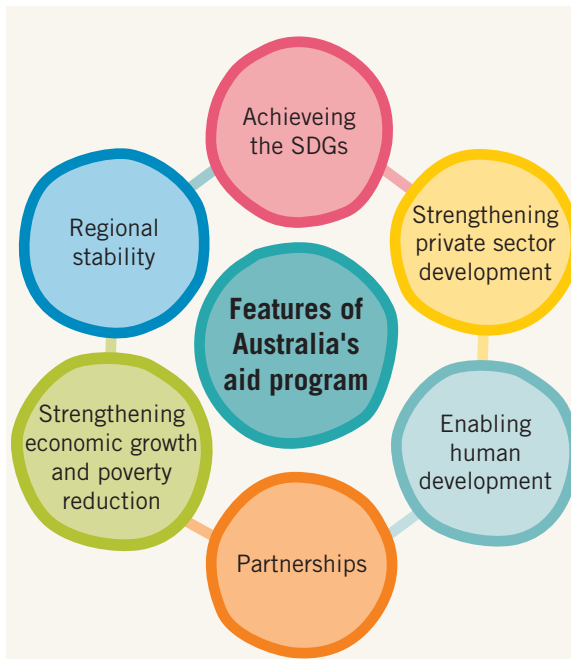 Achieveing
the SDGs
Regional
stability
Strengthening
private sector
development
Features of
Australia's
aid program
Strengthening
economic growth
and poverty
reduction
Enabling
human
development
Partnerships